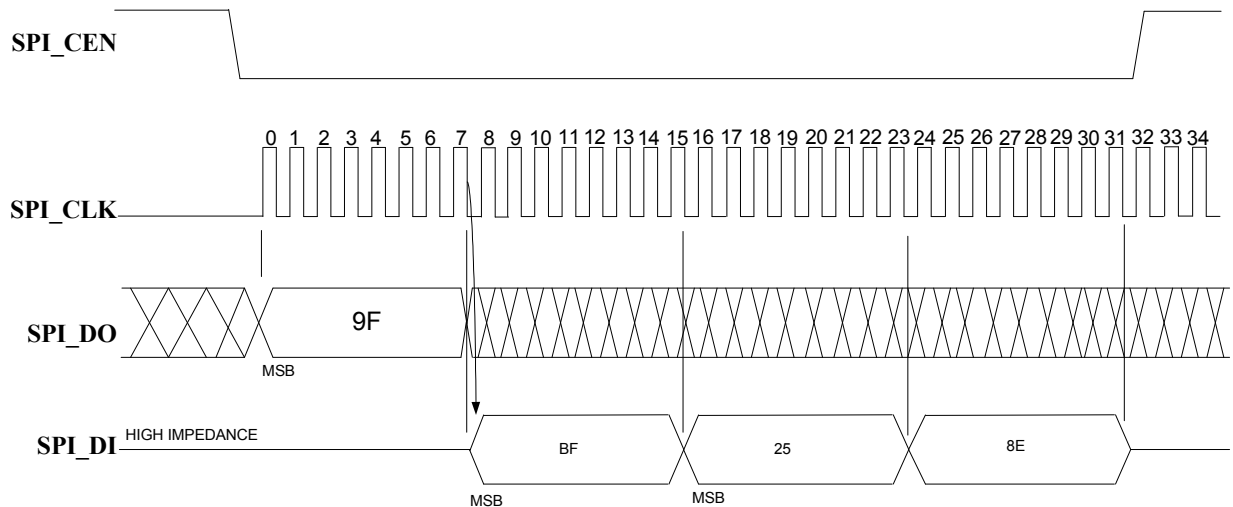 SPI_CEN
0 1 2 3 4 5 6 7 8 9 10 11 12 13 14 15 16 17 18 19 20 21 22 23 24 25 26 27 28 29 30 31 32 33 34
SPI_CLK
9F
SPI_DO
MSB
HIGH IMPEDANCE
SPI_DI
BF 25 8E
MSB MSB